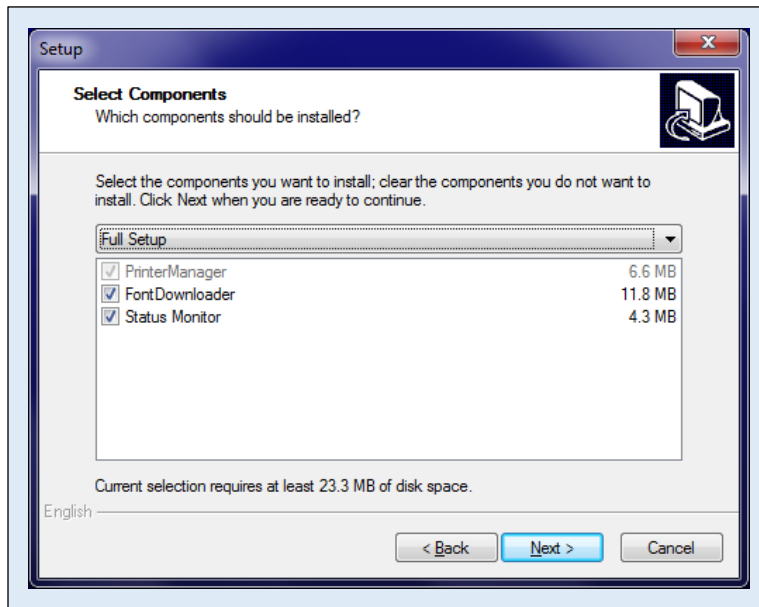 Setup
Select Components
Which components should be installed?
Select the components you want to install; clear the components you do not want to
install. Click Next when you are ready to continue.
Full Setup
PrinterManager 6.6 MB
FontDownloader 11.8 MB
Status Monitor 4.3 MB
Current selection requires at least 23.3 MB of disk space.
English
< Back Next > Cancel